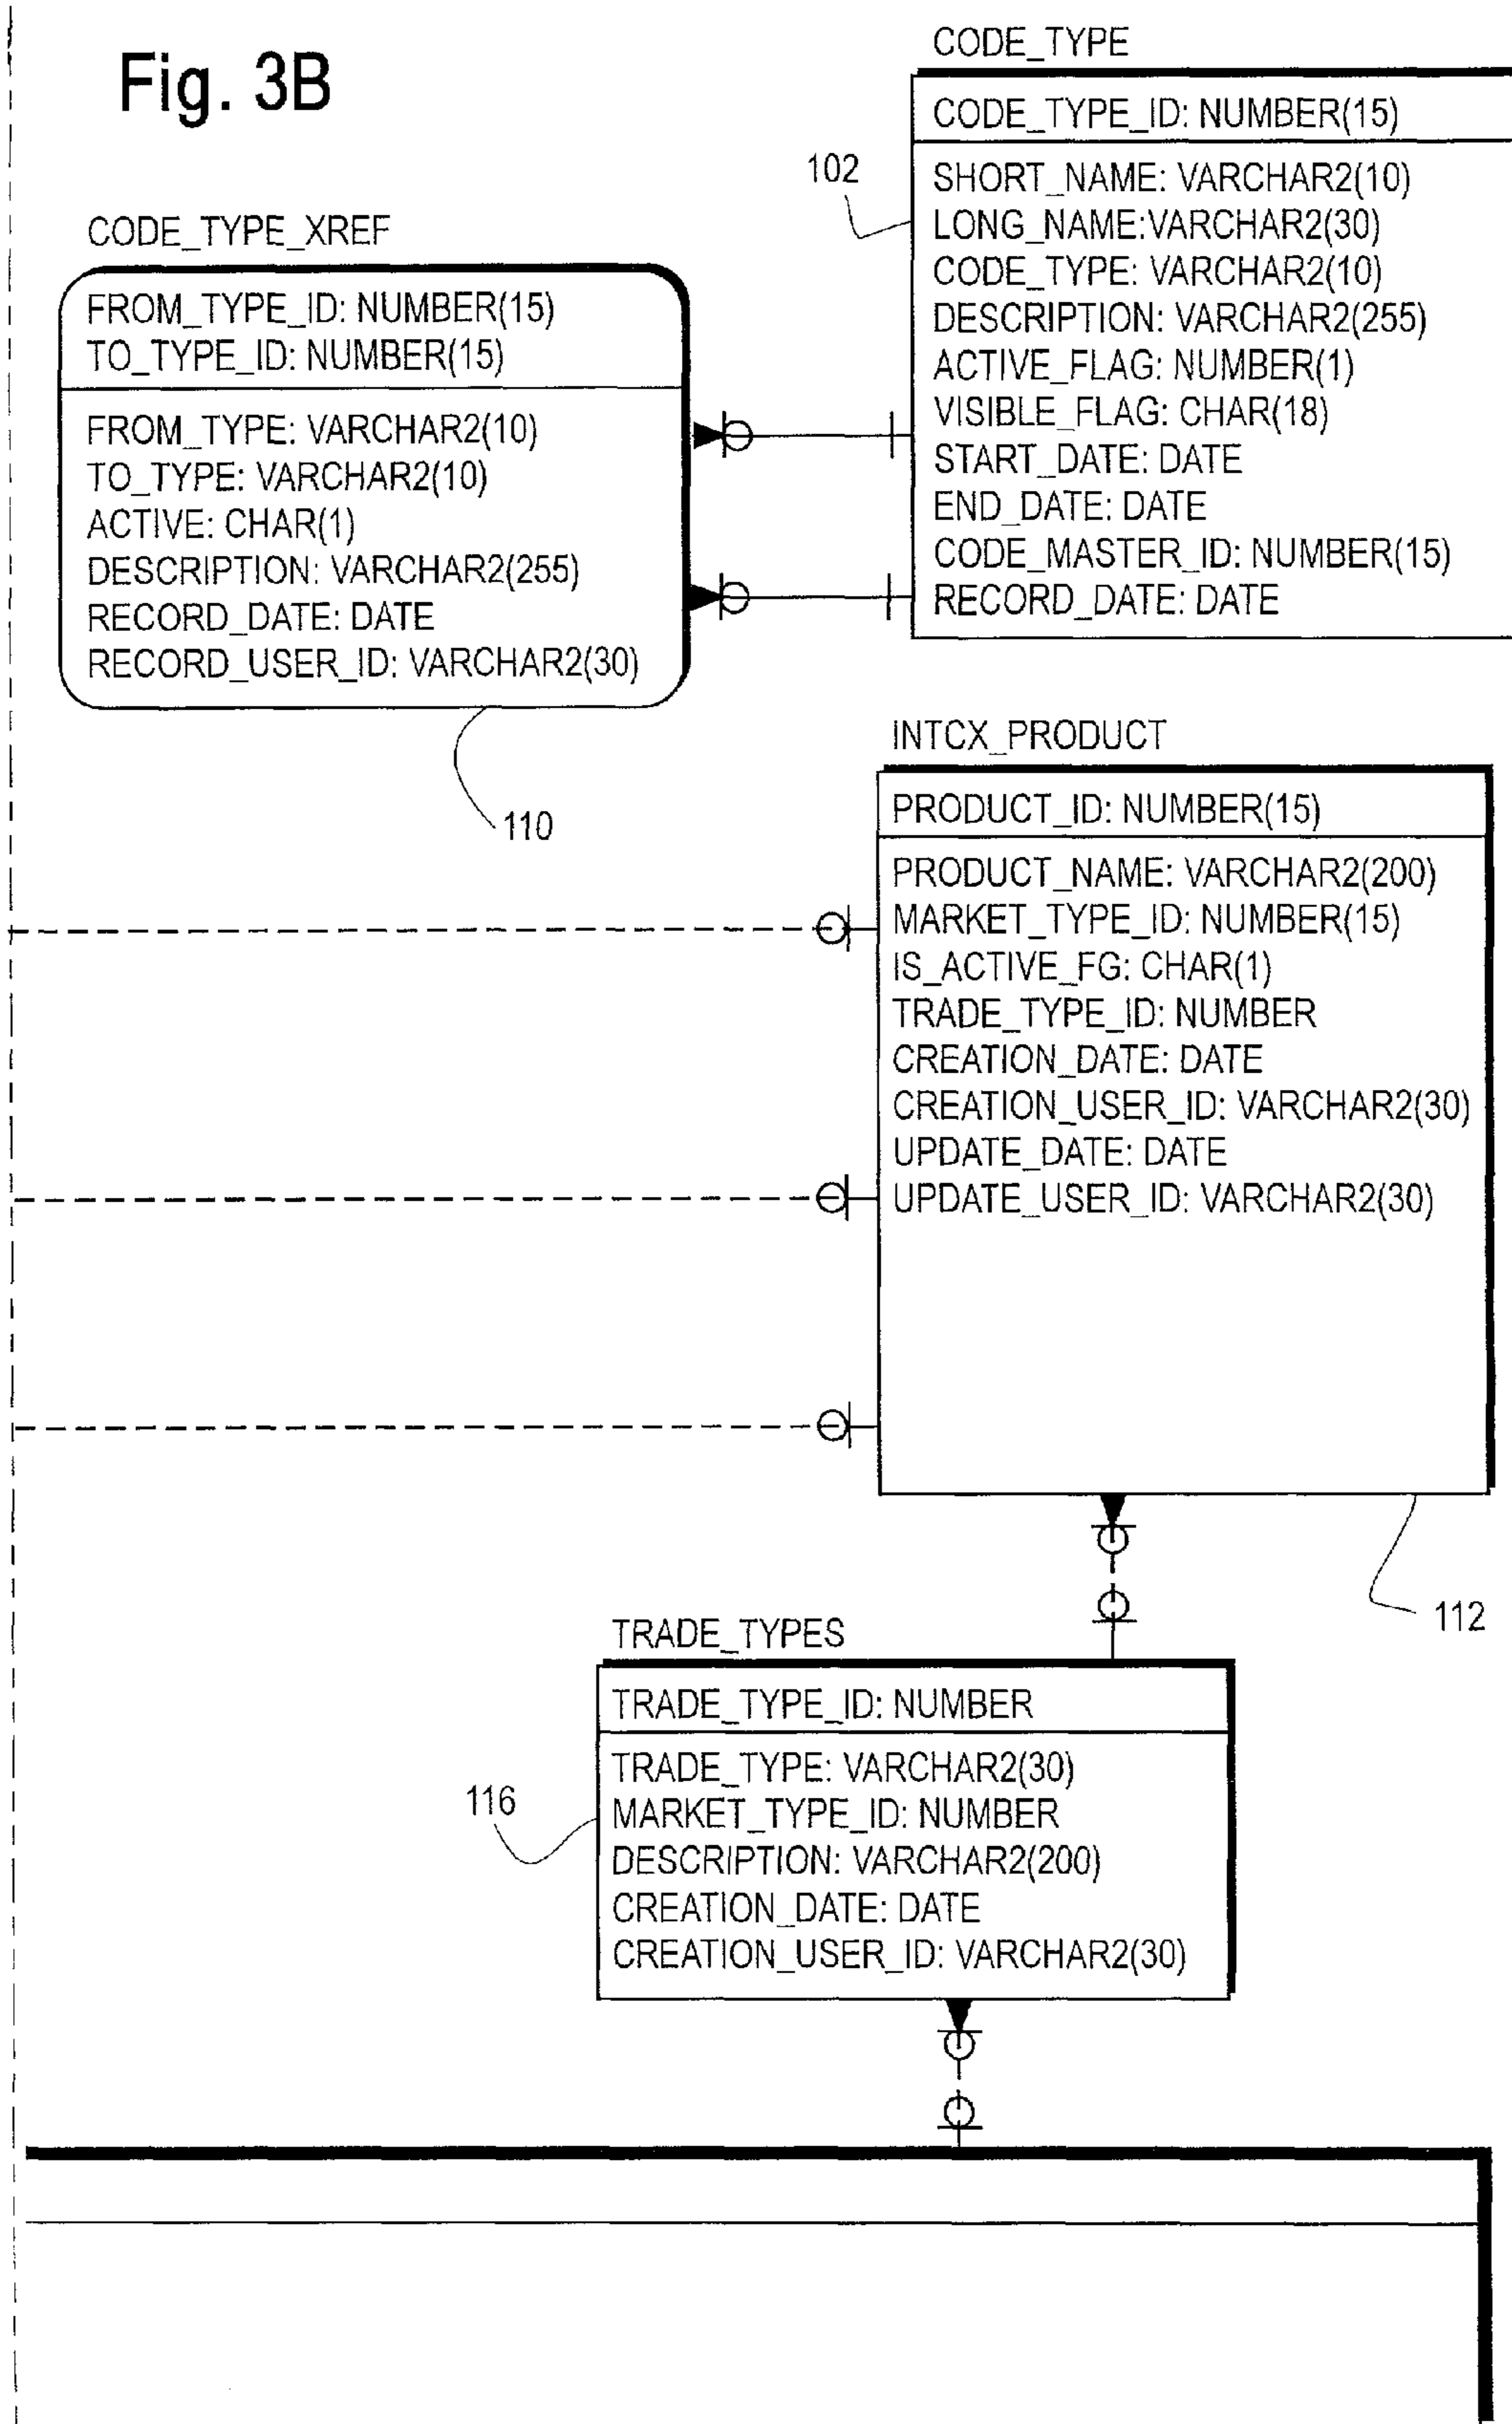 Fig. 3B
CODE_TYPE
CODE_TYPE_ID: NUMBER(15)
SHORT_NAME: VARCHAR2(10)
LONG_NAME:VARCHAR2(30)
CODE_TYPE: VARCHAR2(10)
DESCRIPTION: VARCHAR2(255)
ACTIVE_FLAG: NUMBER(1)
VISIBLE_FLAG: CHAR(18)
START_DATE: DATE
END_DATE: DATE
CODE_MASTER_ID: NUMBER(15)
RECORD_DATE: DATE
102
CODE_TYPE_XREF
FROM_TYPE_ID: NUMBER(15)
TO_TYPE_ID: NUMBER(15)
FROM_TYPE: VARCHAR2(10)
TO_TYPE: VARCHAR2(10)
ACTIVE: CHAR(1)
DESCRIPTION: VARCHAR2(255)
RECORD_DATE: DATE
RECORD_USER_ID: VARCHAR2(30)
110
INTCX_PRODUCT
PRODUCT_ID: NUMBER(15)
PRODUCT_NAME: VARCHAR2(200)
MARKET_TYPE_ID: NUMBER(15)
IS_ACTIVE_FG: CHAR(1)
TRADE_TYPE_ID: NUMBER
CREATION_DATE: DATE
CREATION_USER_ID: VARCHAR2(30)
UPDATE_DATE: DATE
UPDATE_USER_ID: VARCHAR2(30)
112
TRADE_TYPES
TRADE_TYPE_ID: NUMBER
TRADE_TYPE: VARCHAR2(30)
MARKET_TYPE_ID: NUMBER
DESCRIPTION: VARCHAR2(200)
CREATION_DATE: DATE
CREATION_USER_ID: VARCHAR2(30)
116